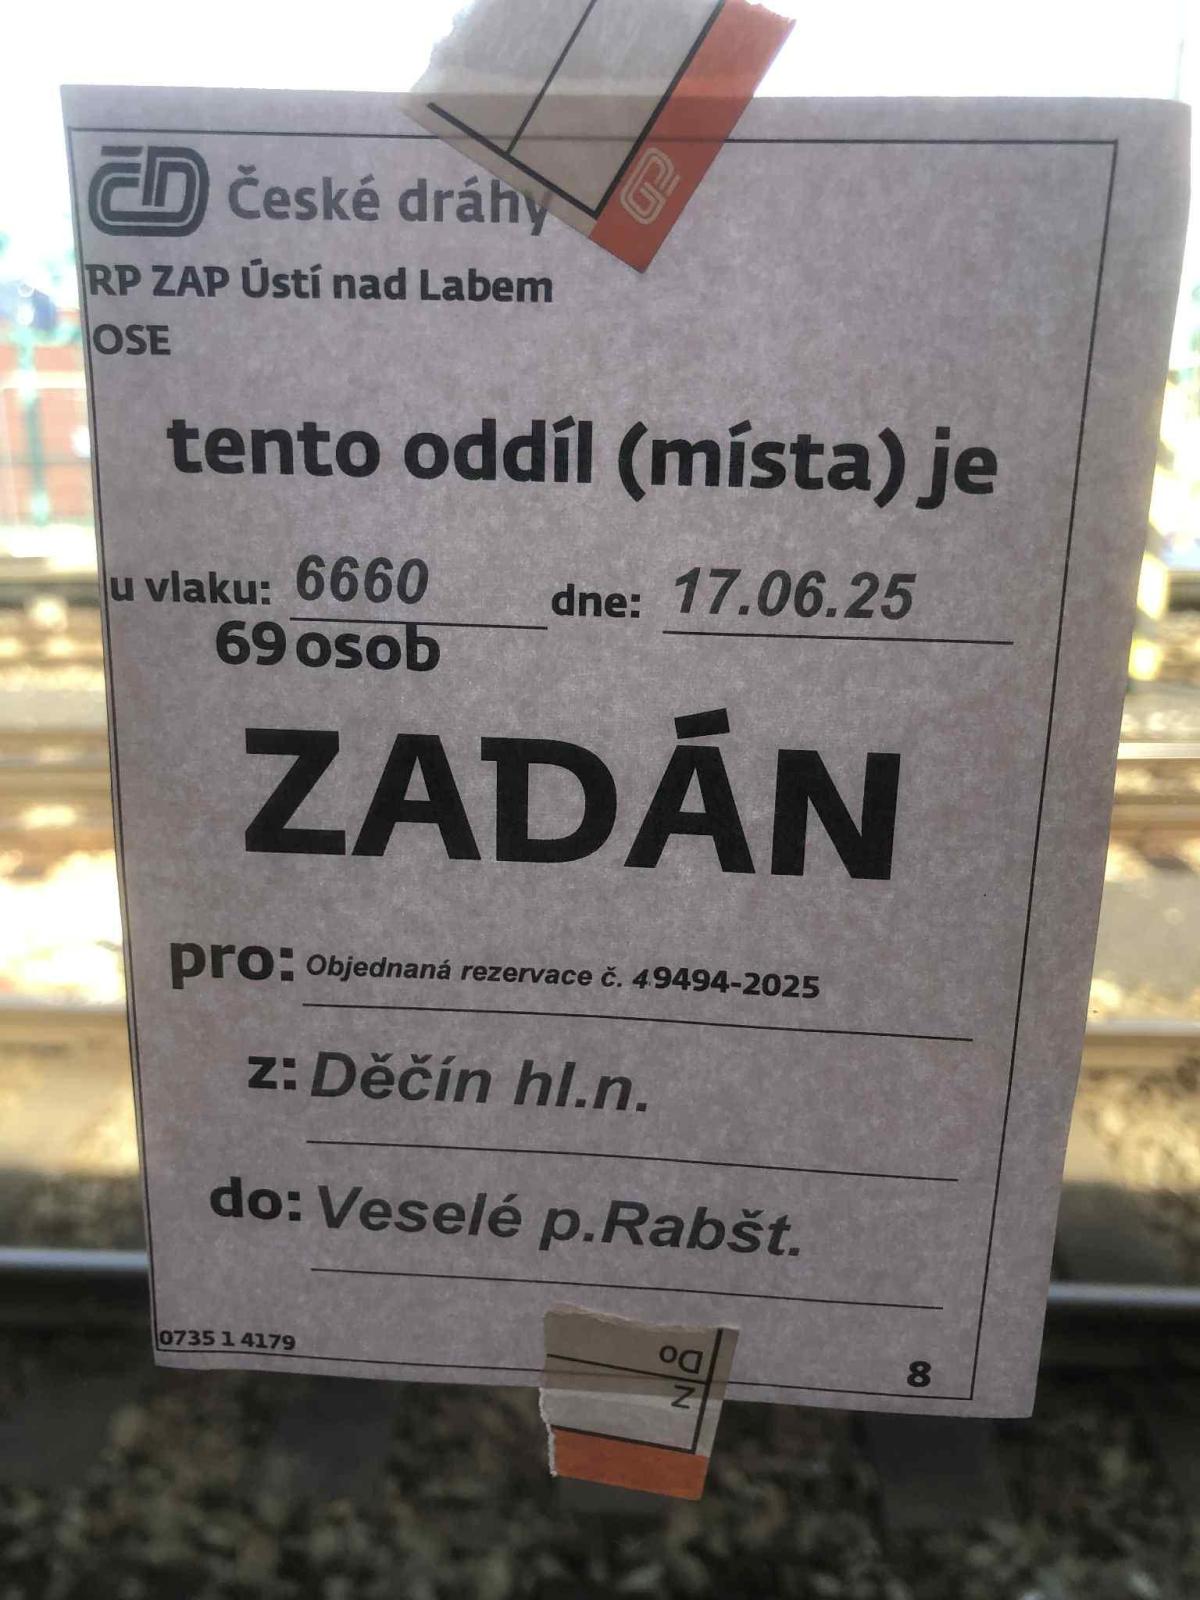 ČD České dráhy
RP ZAP Ústí nad Labem
OSE
tento oddíl (místa) je
u vlaku: 6660 dne: 17.06.25
69 osob
ZADÁN
pro: Objednaná rezervace č. 49494-2025
z: Děčín hl.n.
do: Veselé p.Rabšt.
0735 1 4179
8
Do
Z